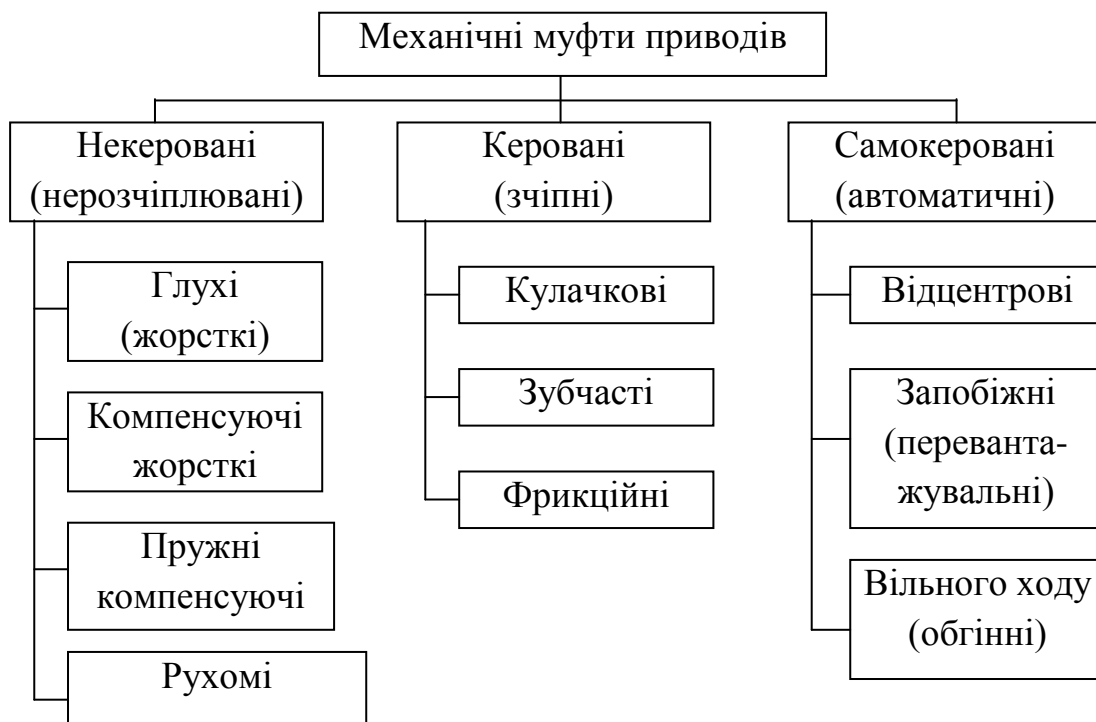 Механічні муфти приводів
Некеровані
(нерозчіплювані)
Глухі
(жорсткі)
Компенсуючі
жорсткі
Пружні
компенсуючі
Рухомі
Керовані
(зчіпні)
Кулачкові
Зубчасті
Фрикційні
Самокеровані
(автоматичні)
Відцентрові
Запобіжні
(переванта-
жувальні)
Вільного ходу
(обгінні)